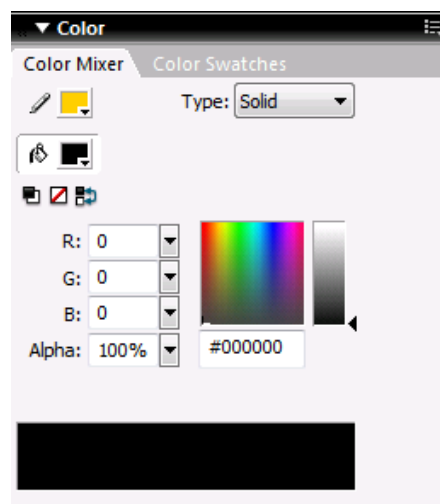 Color
Color Mixer Color Swatches
Type: Solid
R: 0
G: 0
B: 0
Alpha: 100% #000000